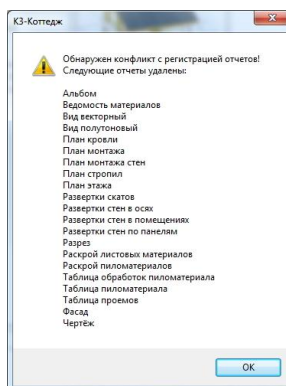 К3-Коттедж
Обнаружен конфликт с регистрацией отчетов!
Следующие отчеты удалены:
Альбом
Ведомость материалов
Вид векторный
Вид полутоновый
План кровли
План монтажа
План монтажа стен
План стропил
План этажа
Развертки скатов
Развертки стен в осях
Развертки стен в помещениях
Развертки стен по панелям
Разрез
Раскрой листовых материалов
Раскрой пиломатериалов
Таблица обработок пиломатериала
Таблица пиломатериала
Таблица проемов
Фасад
Чертёж
OK